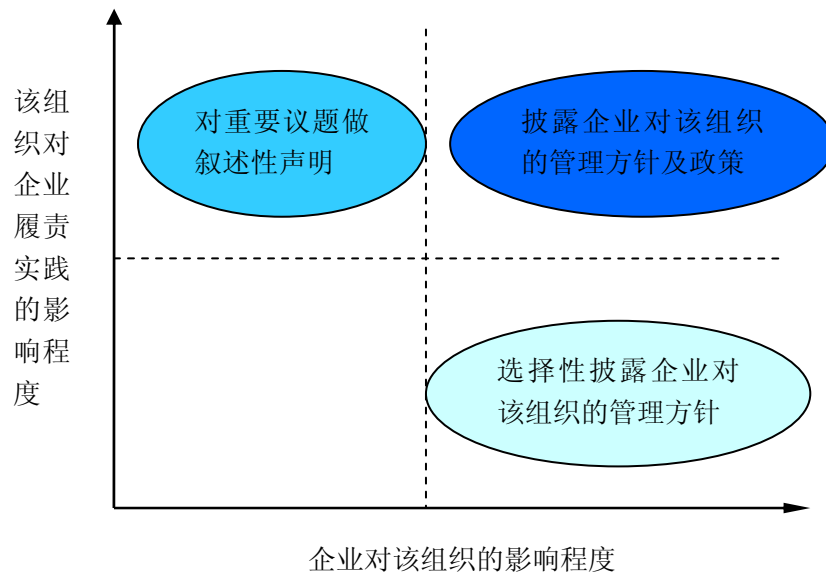 该组
织对
企业
履责
实践
的影
响程
度
对重要议题做
叙述性声明
披露企业对该组织
的管理方针及政策
选择性披露企业对
该组织的管理方针
企业对该组织的影响程度